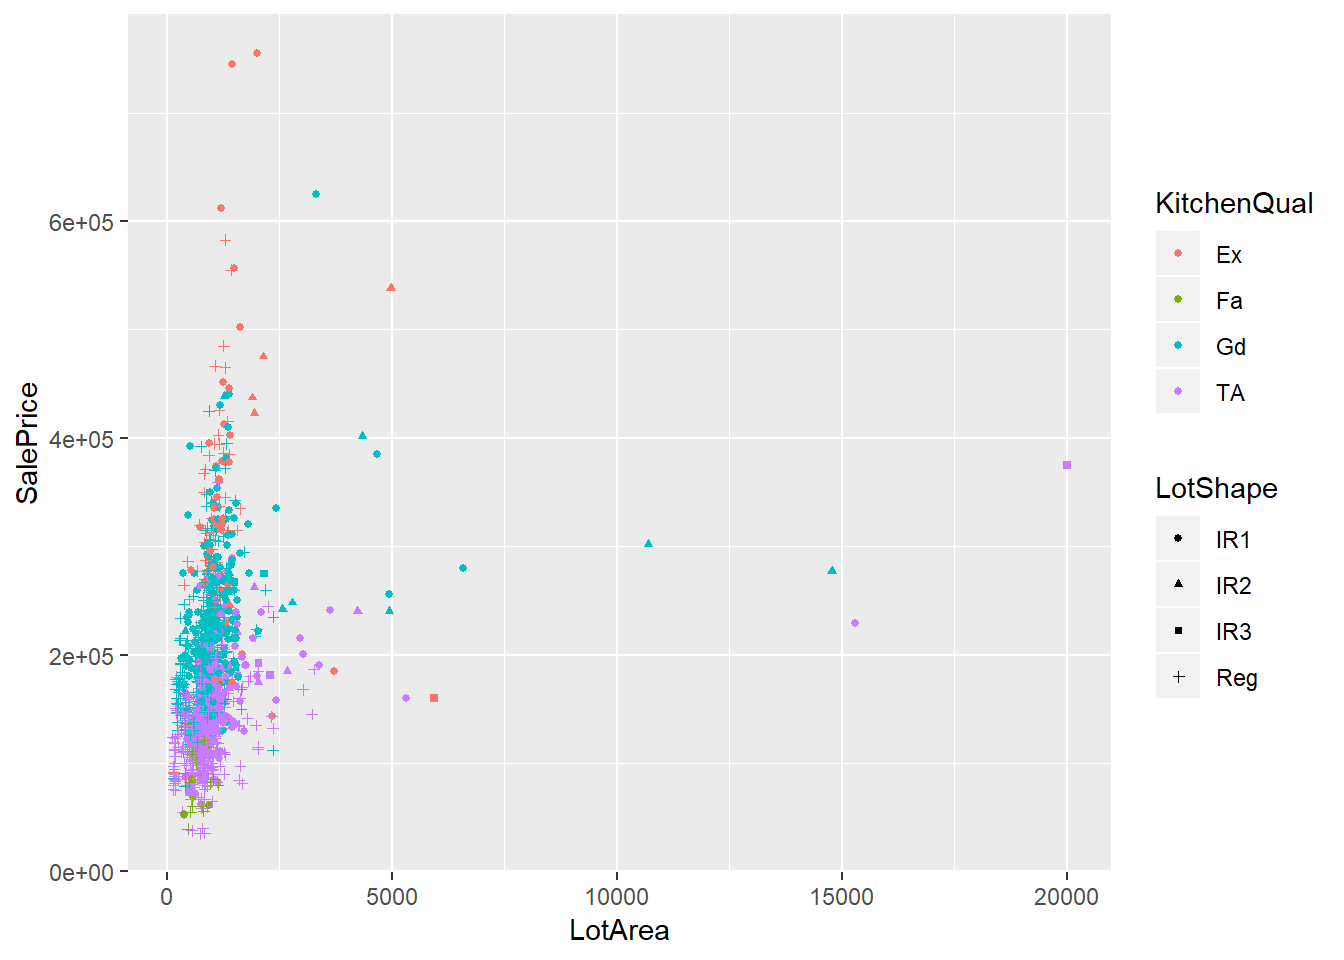 SalePrice
6e+05
4e+05
2e+05
0e+00
0
5000
10000
15000
20000
LotArea
KitchenQual
Ex
Fa
Gd
TA
LotShape
IR1
IR2
IR3
Reg